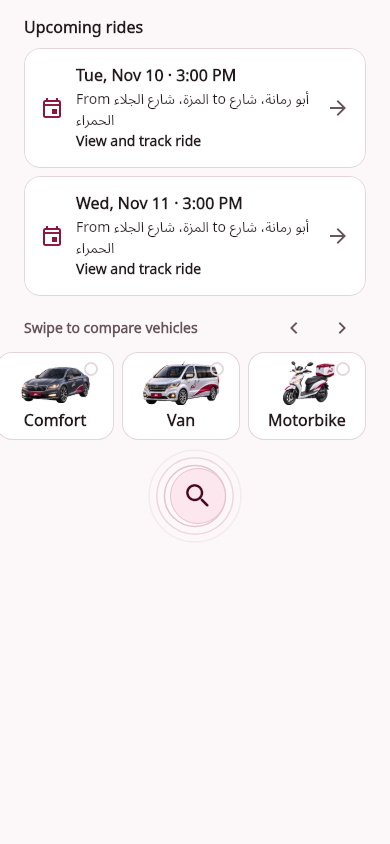 Upcoming rides
Tue, Nov 10 · 3:00 PM
From أبو رمانة، شارع to المزة، شارع الجلاء
الحمراء
View and track ride
Wed, Nov 11 · 3:00 PM
From أبو رمانة، شارع to المزة، شارع الجلاء
الحمراء
View and track ride
Swipe to compare vehicles
Comfort
Van
Motorbike